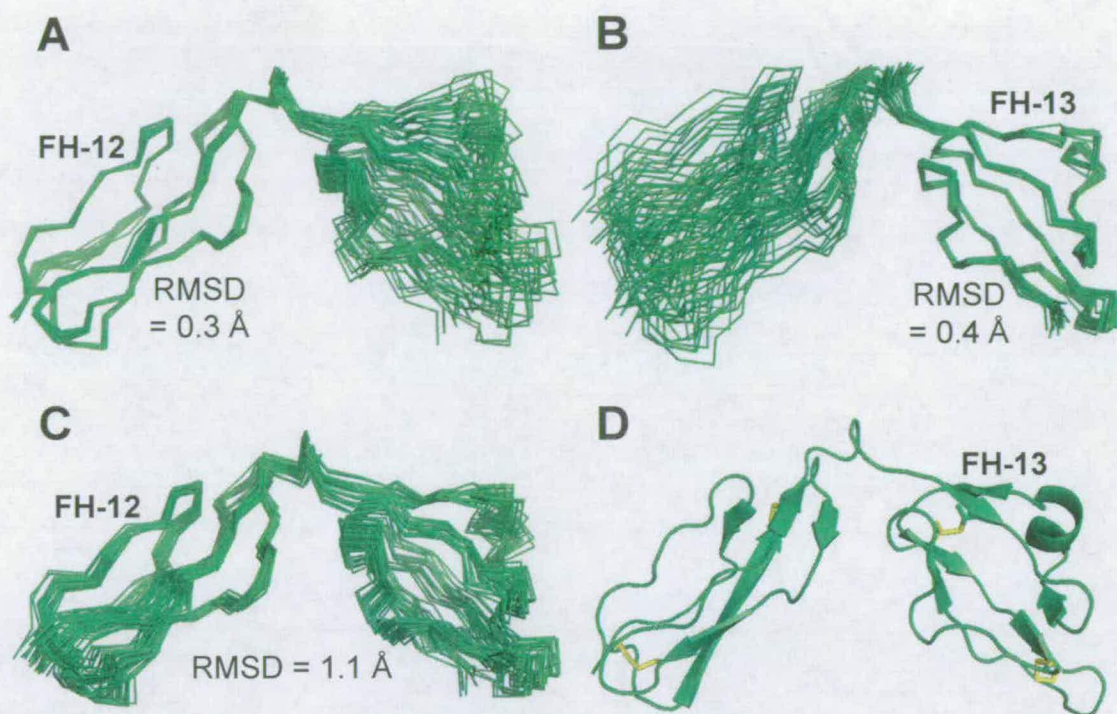 A
FH-12
RMSD
= 0.3 Å
B
FH-13
RMSD
= 0.4 Å
C
FH-12
RMSD = 1.1 Å
D
FH-13